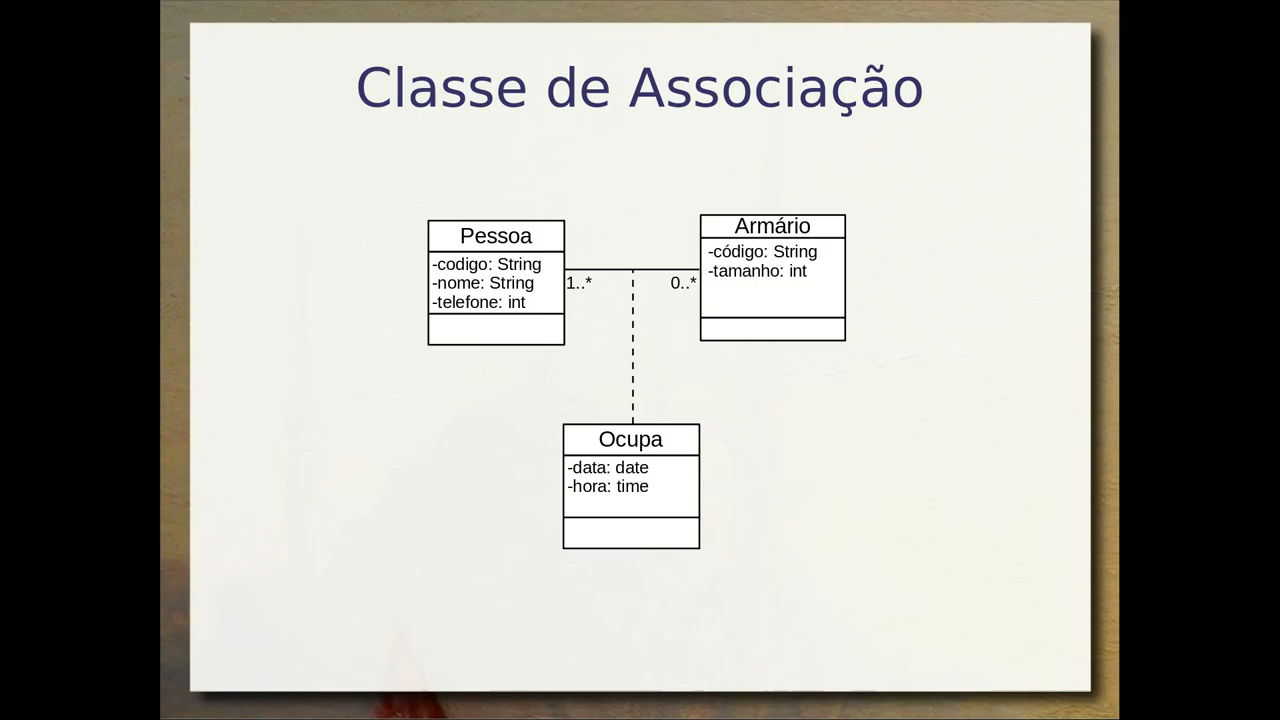 Classe de Associação
Pessoa
-codigo: String
-nome: String
-telefone: int
1..*
0..*
Armário
-código: String
-tamanho: int
Ocupa
-data: date
-hora: time